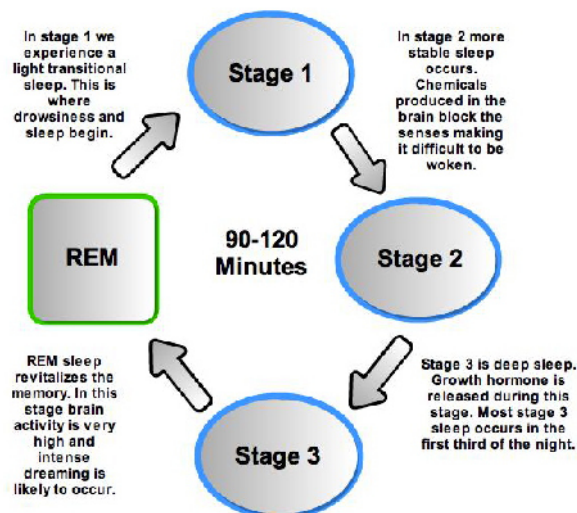 In stage 1 we
experience a
light transitional
sleep. This is
where
drowsiness and
sleep begin.
Stage 1
In stage 2 more
stable sleep
occurs.
Chemicals
produced in the
brain block the
senses making
it difficult to be
woken.
REM
90-120
Minutes
Stage 2
REM sleep
revitalizes the
memory. In this
stage brain
activity is very
high and
intense
dreaming is
likely to occur.
Stage 3
Stage 3 is deep sleep.
Growth hormone is
released during this
stage. Most stage 3
sleep occurs in the
first third of the night.